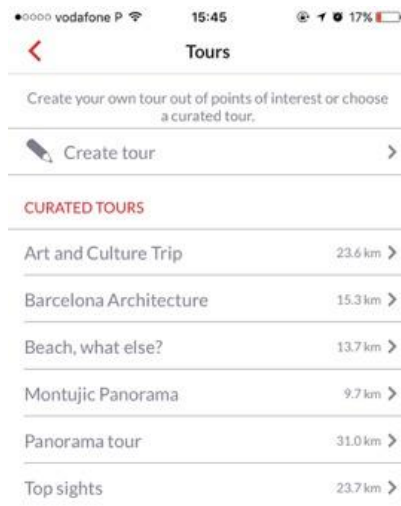 vodafone P 15:45 17%
Tours
Create your own tour out of points of interest or choose
a curated tour.
Create tour
CURATED TOURS
Art and Culture Trip 23.6 km
Barcelona Architecture 15.3 km
Beach, what else? 13.7 km
Montujic Panorama 9.7 km
Panorama tour 31.0 km
Top sights 23.7 km